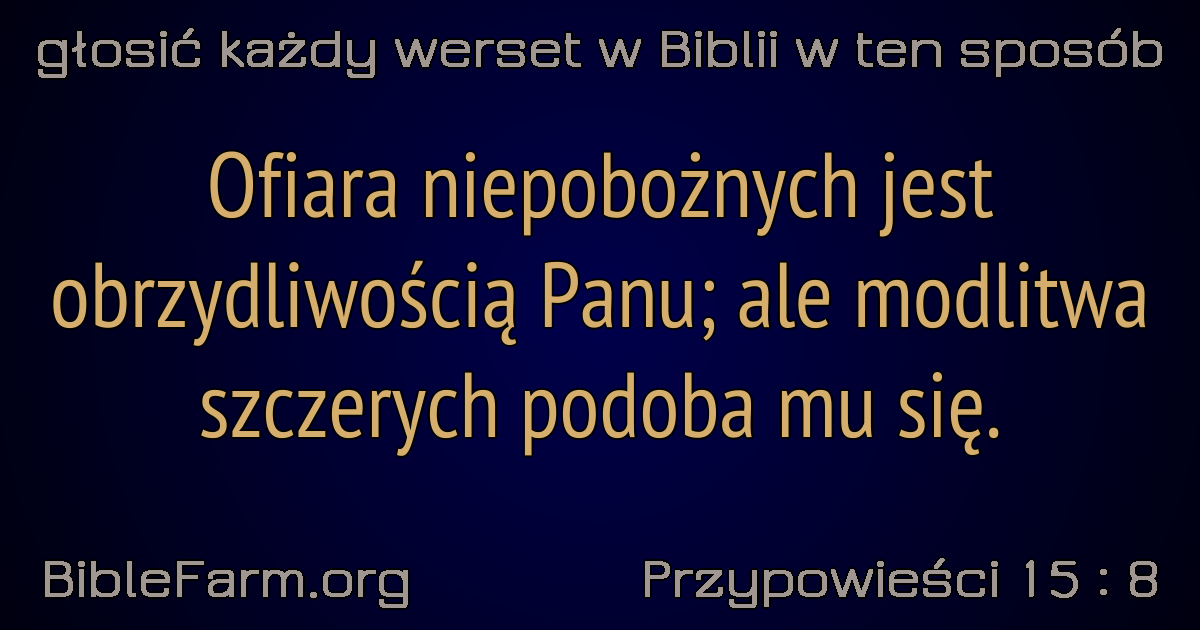 głosić każdy werset w Biblii w ten sposób
Ofiara niepobożnych jest
obrzydliwością Panu; ale modlitwa
szczerych podoba mu się.
BibleFarm.org
Przypowieści 15 : 8